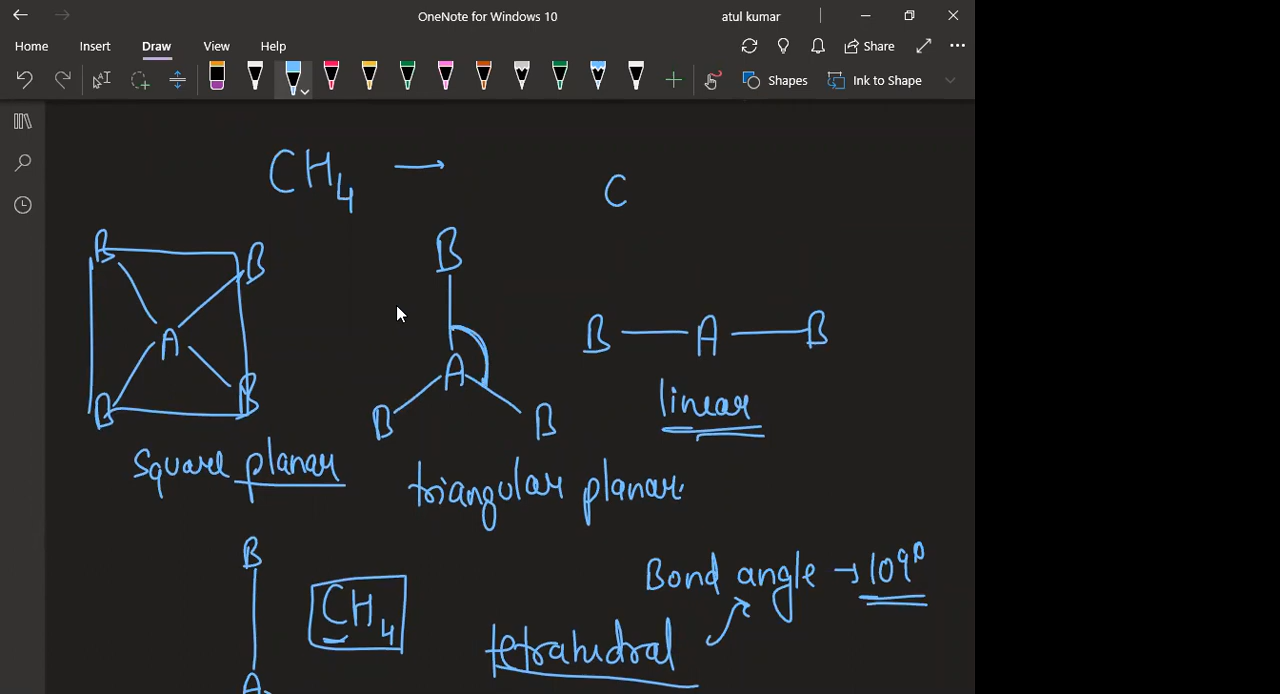 OneNote for Windows 10
atul kumar
Home Insert Draw View Help
Share
Shapes
Ink to Shape
CH4 →
C
B B
A
B B
Square planar
B
A
B B
triangular planar
B A B
linear
Bond angle → 109°
B
CH4
tetrahidral
A